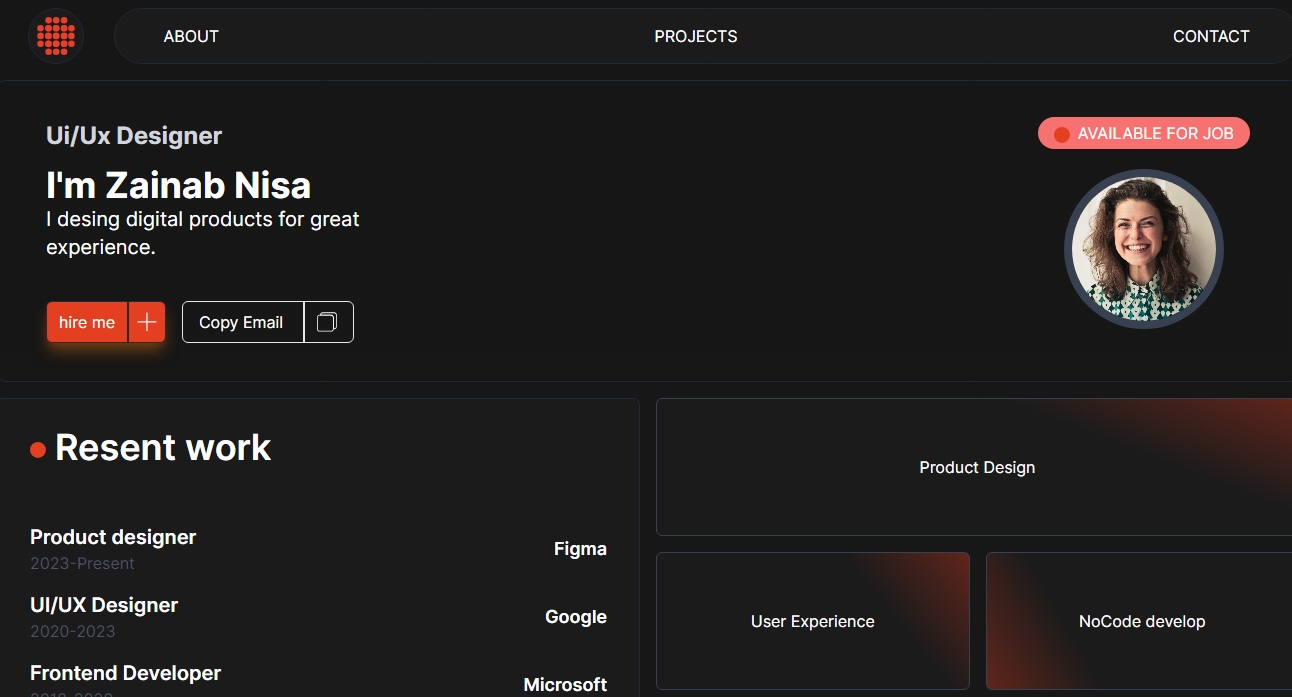 ABOUT
PROJECTS
CONTACT
Ui/Ux Designer
AVAILABLE FOR JOB
I'm Zainab Nisa
I desing digital products for great
experience.
hire me
Copy Email
Resent work
Product Design
Product designer
Figma
2023-Present
UI/UX Designer
Google
2020-2023
User Experience
NoCode develop
Frontend Developer
Microsoft